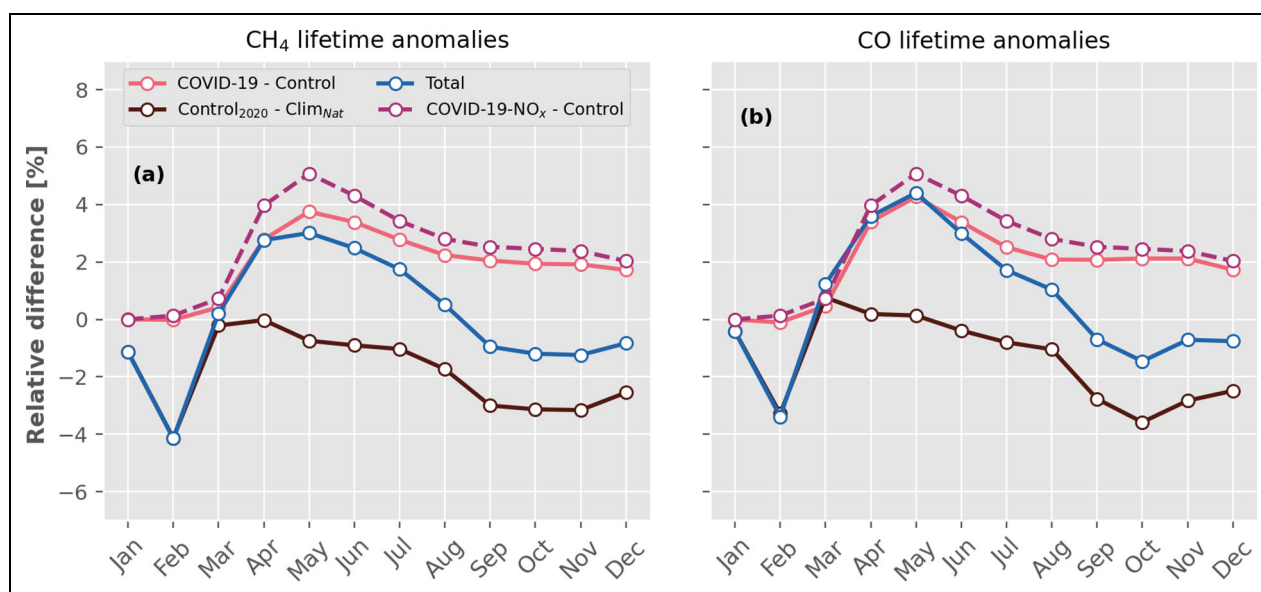 CH₄ lifetime anomalies
CO lifetime anomalies
COVID-19 - Control
Total
Control₂₀₂₀ - Clim_Nat
COVID-19-NOₓ - Control
(a)
(b)
Relative difference [%]
8
6
4
2
0
−2
−4
−6
Jan Feb Mar Apr May Jun Jul Aug Sep Oct Nov Dec
Jan Feb Mar Apr May Jun Jul Aug Sep Oct Nov Dec